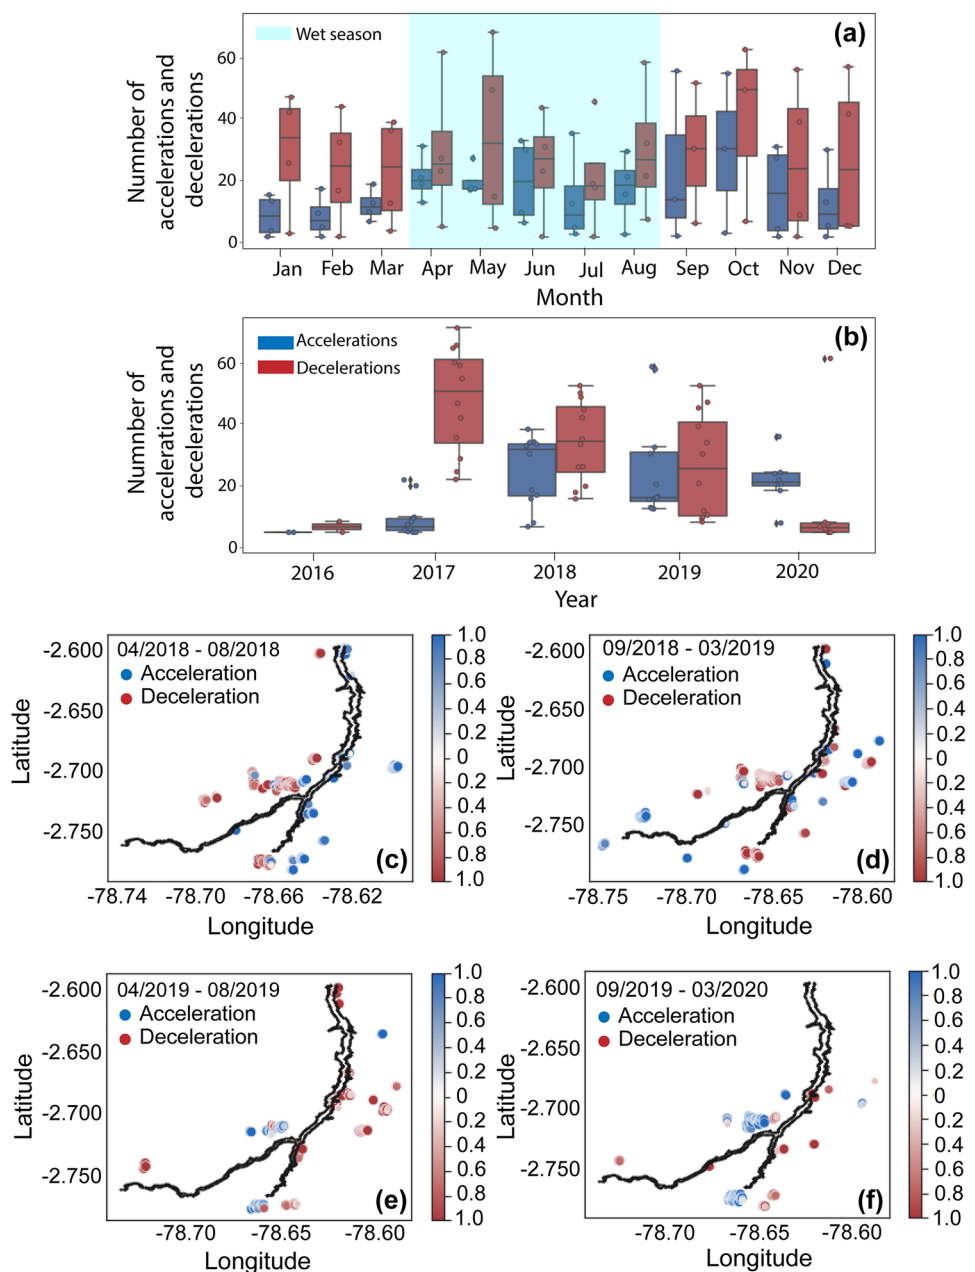 Wet season
(a)
Numnber of
accelerations and
decelerations
60
40
20
0
Jan Feb Mar Apr May Jun Jul Aug Sep Oct Nov Dec
Month
Accelerations
Decelerations
(b)
Numnber of
accelerations and
decelerations
60
40
20
0
2016 2017 2018 2019 2020
Year
04/2018 - 08/2018
Acceleration
Deceleration
(c)
Latitude
-2.600
-2.650
-2.700
-2.750
-78.74 -78.70 -78.66 -78.62
Longitude
1.0
0.8
0.6
0.4
0.2
0
0.2
0.4
0.6
0.8
1.0
09/2018 - 03/2019
Acceleration
Deceleration
(d)
Latitude
-2.600
-2.650
-2.700
-2.750
-78.75 -78.70 -78.65 -78.60
Longitude
1.0
0.8
0.6
0.4
0.2
0
0.2
0.4
0.6
0.8
1.0
04/2019 - 08/2019
Acceleration
Deceleration
(e)
Latitude
-2.600
-2.650
-2.700
-2.750
-78.70 -78.65 -78.60
Longitude
1.0
0.8
0.6
0.4
0.2
0
0.2
0.4
0.6
0.8
1.0
09/2019 - 03/2020
Acceleration
Deceleration
(f)
Latitude
-2.600
-2.650
-2.700
-2.750
-78.70 -78.65 -78.60
Longitude
1.0
0.8
0.6
0.4
0.2
0
0.2
0.4
0.6
0.8
1.0